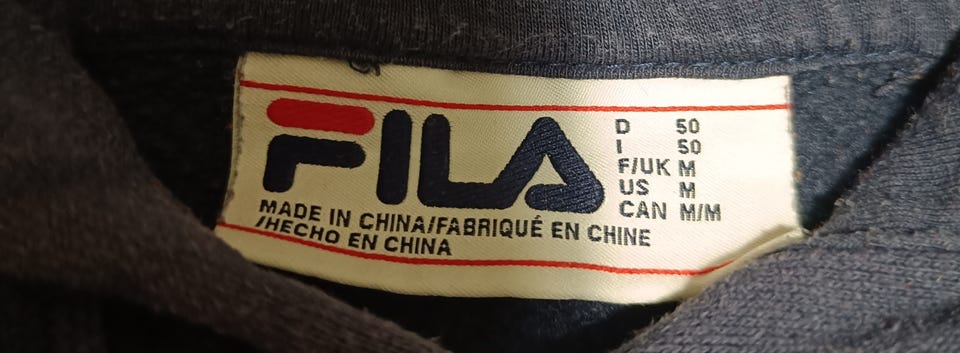 FILA
D 50
I 50
F/UK M
US M
CAN M/M
MADE IN CHINA/FABRIQUÉ EN CHINE
/HECHO EN CHINA